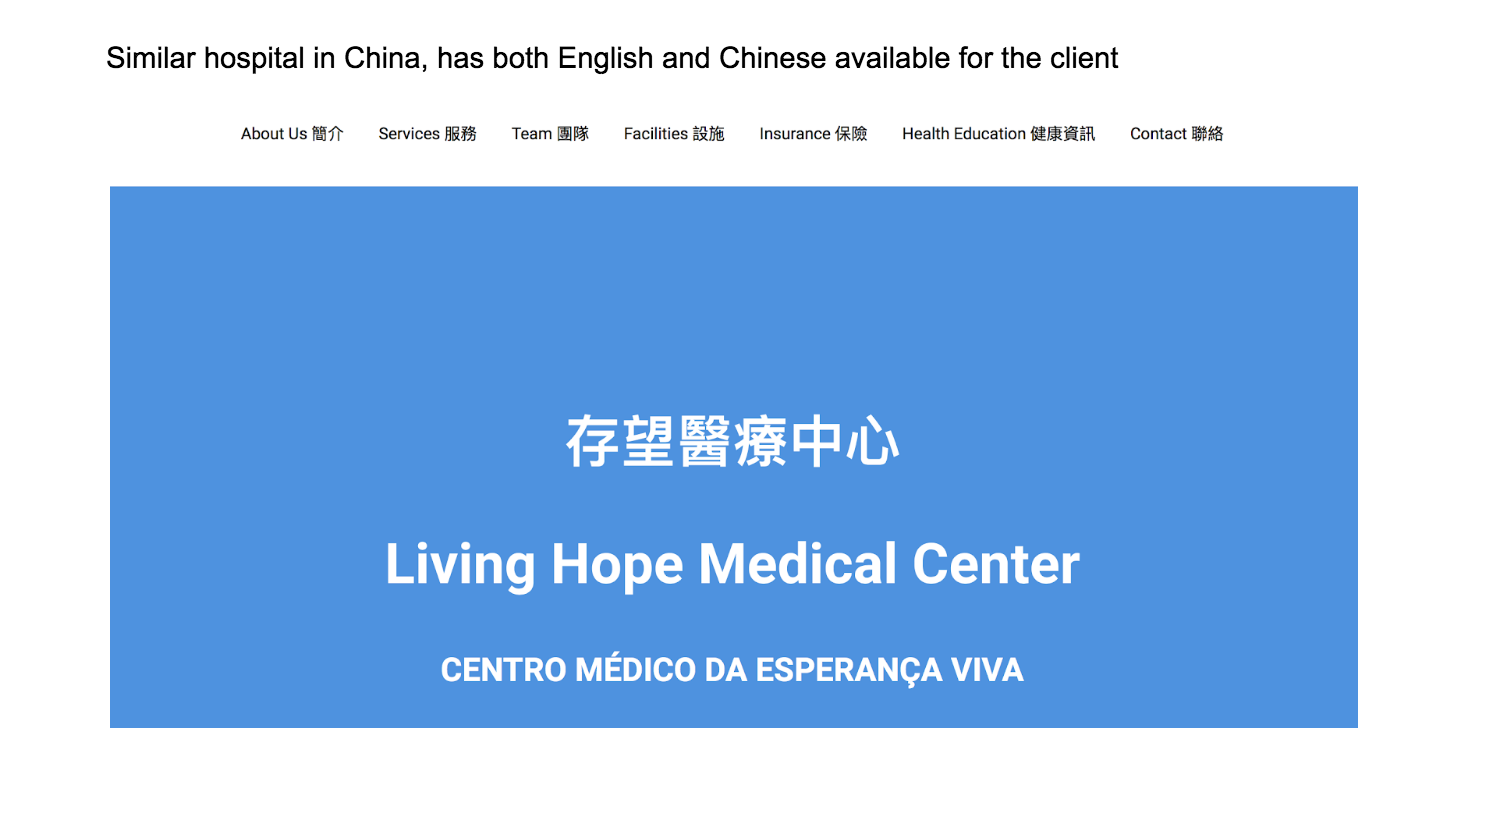 Similar hospital in China, has both English and Chinese available for the client
About Us 簡介 Services 服務 Team 團隊 Facilities 設施 Insurance 保險 Health Education 健康資訊 Contact 聯絡
存望醫療中心
Living Hope Medical Center
CENTRO MÉDICO DA ESPERANÇA VIVA